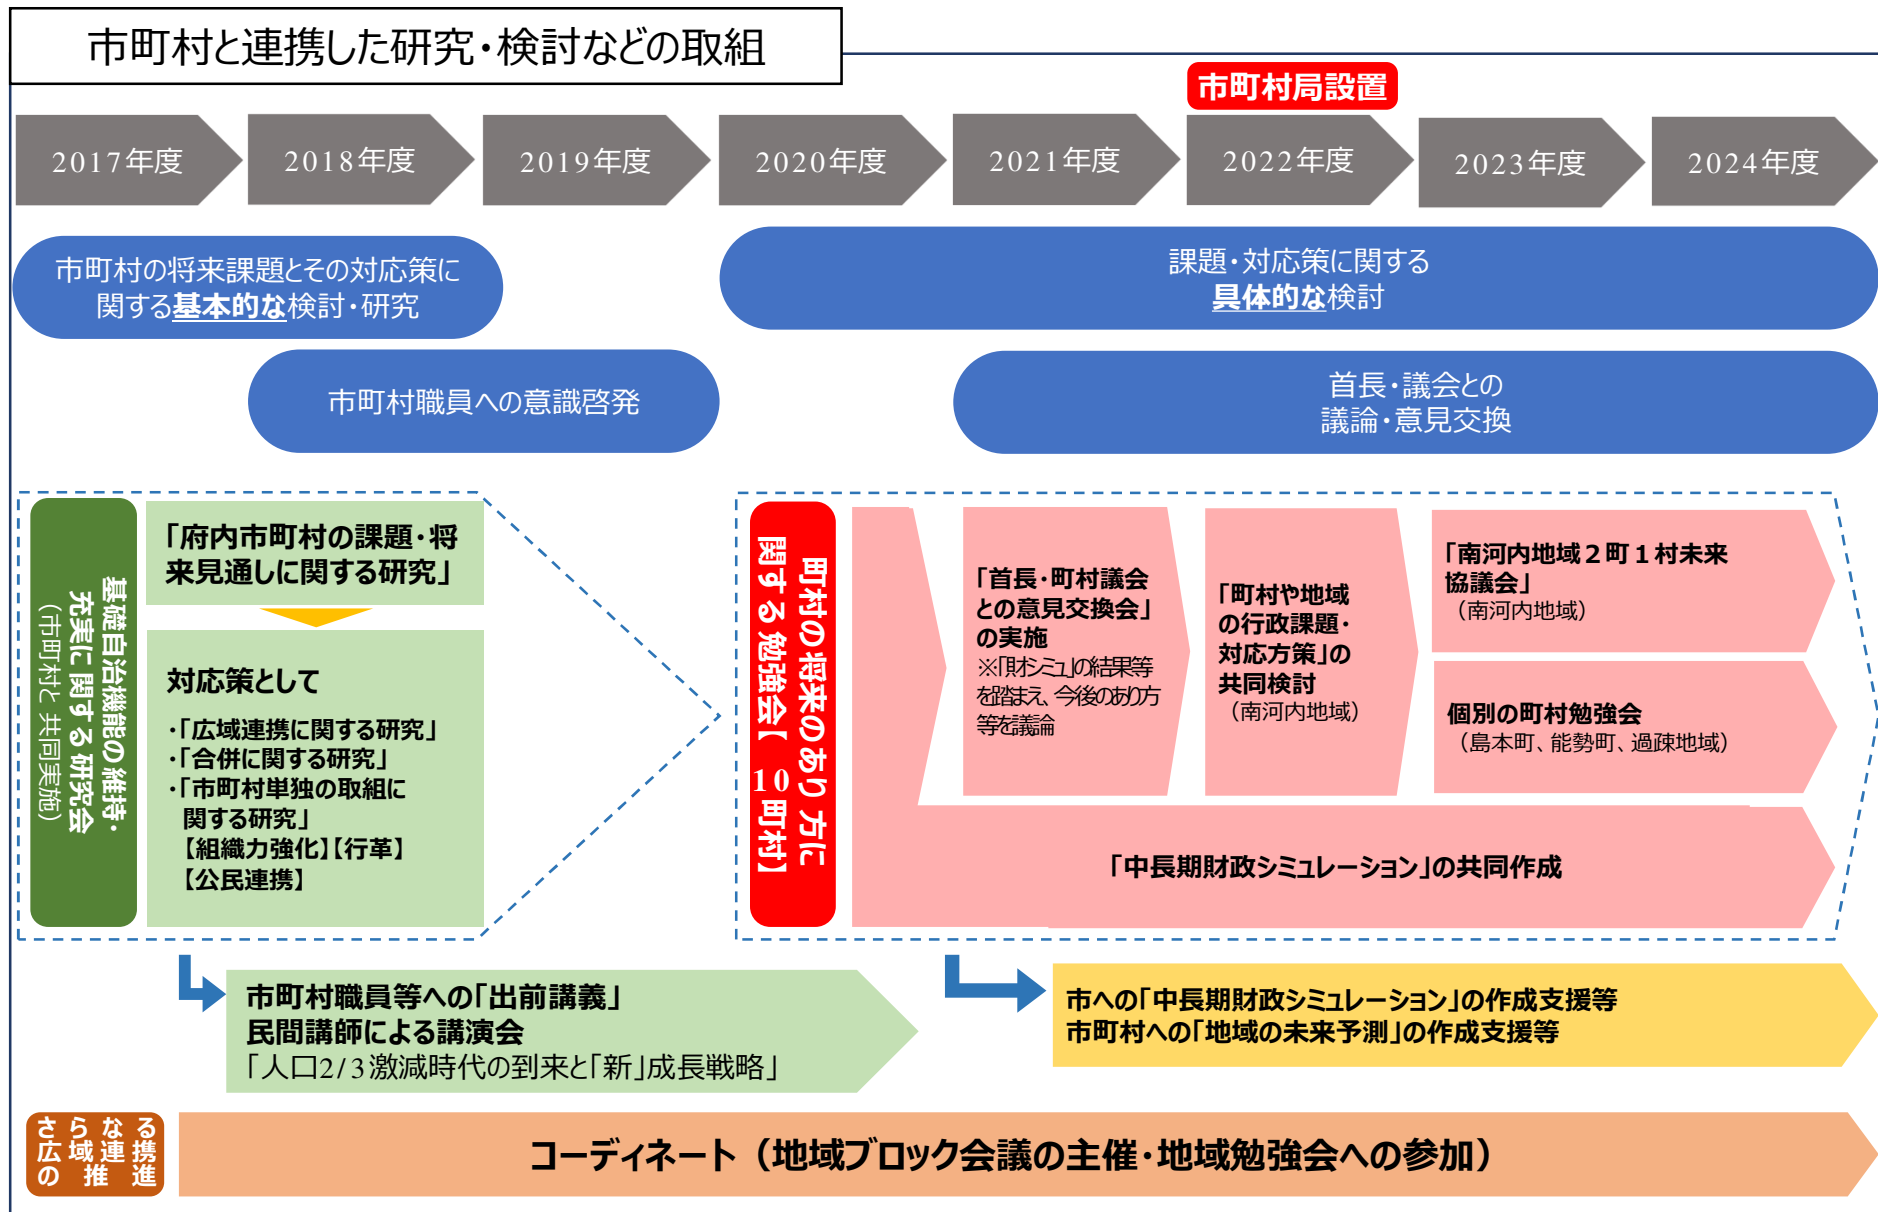 市町村と連携した研究・検討などの取組
市町村局設置
2017年度
2018年度
2019年度
2020年度
2021年度
2022年度
2023年度
2024年度
市町村の将来課題とその対応策に
関する基本的な検討・研究
課題・対応策に関する
具体的な検討
市町村職員への意識啓発
首長・議会との
議論・意見交換
基礎自治機能の維持・
充実に関する研究会
（市町村と共同実施）
「府内市町村の課題・将
来見通しに関する研究」
対応策として
・「広域連携に関する研究」
・「合併に関する研究」
・「市町村単独の取組に
関する研究」
【組織力強化】【行革】
【公民連携】
町村の将来のあり方に
関する勉強会【10町村】
「首長・町村議会
との意見交換会」
の実施
※「財シミュ」の結果等
を踏まえ、今後のあり方
等を議論
「町村や地域
の行政課題・
対応方策」の
共同検討
（南河内地域）
「南河内地域２町１村未来
協議会」
（南河内地域）
個別の町村勉強会
（島本町、能勢町、過疎地域）
「中長期財政シミュレーション」の共同作成
市町村職員等への「出前講義」
民間講師による講演会
「人口2/3激減時代の到来と「新」成長戦略」
市への「中長期財政シミュレーション」の作成支援等
市町村への「地域の未来予測」の作成支援等
さらなる
広域連携
の推進
コーディネート（地域ブロック会議の主催・地域勉強会への参加）